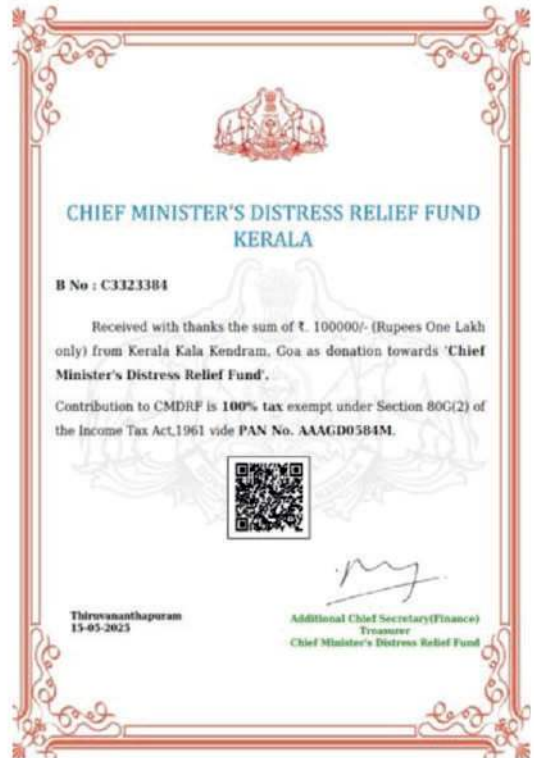 CHIEF MINISTER'S DISTRESS RELIEF FUND
KERALA
B No : C3323384
Received with thanks the sum of ₹. 100000/- (Rupees One Lakh
only) from Kerala Kala Kendram, Goa as donation towards 'Chief
Minister's Distress Relief Fund'.
Contribution to CMDRF is 100% tax exempt under Section 80G(2) of
the Income Tax Act,1961 vide PAN No. AAAGD0584M.
Thiruvananthapuram
15-05-2025
Additional Chief Secretary(Finance)
Treasurer
Chief Minister's Distress Relief Fund